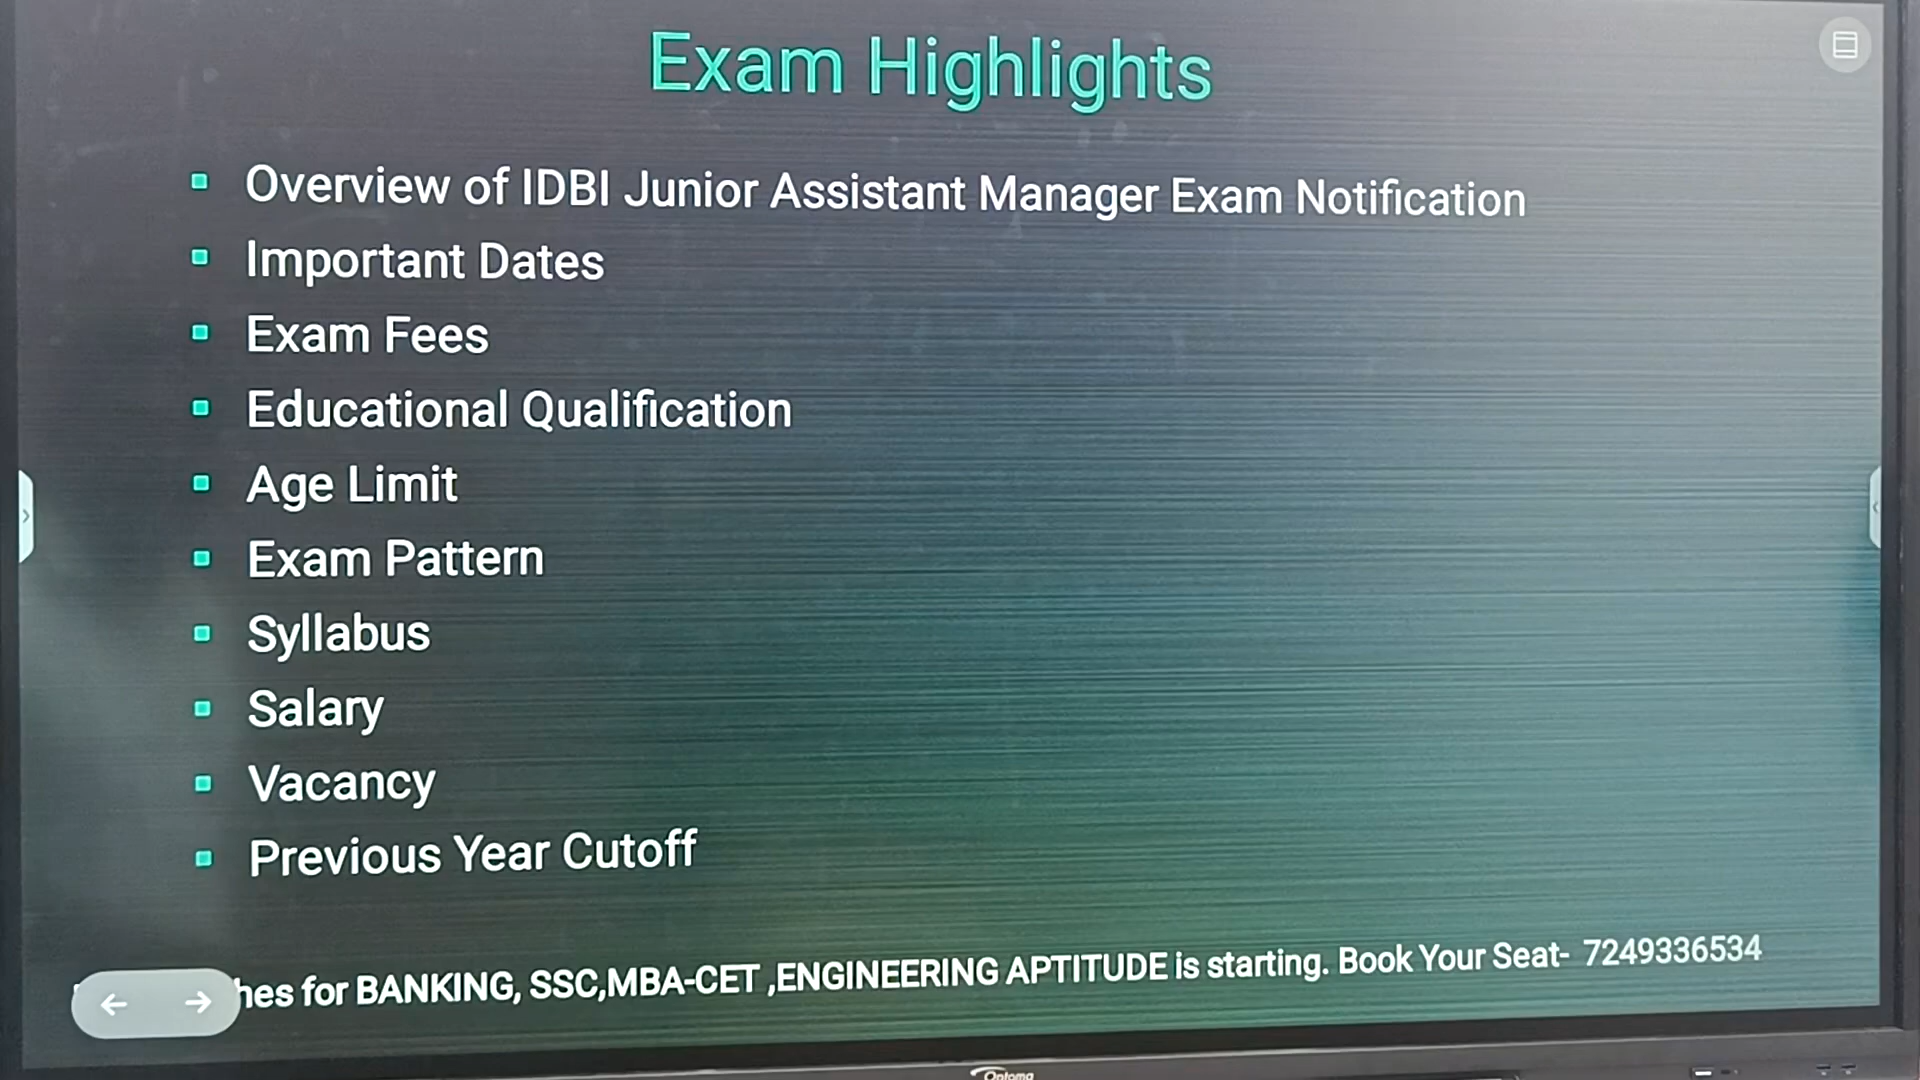 Exam Highlights
Overview of IDBI Junior Assistant Manager Exam Notification
Important Dates
Exam Fees
Educational Qualification
Age Limit
Exam Pattern
Syllabus
Salary
Vacancy
Previous Year Cutoff
for BANKING, SSC,MBA-CET ,ENGINEERING APTITUDE is starting. Book Your Seat- 7249336534
Optoma